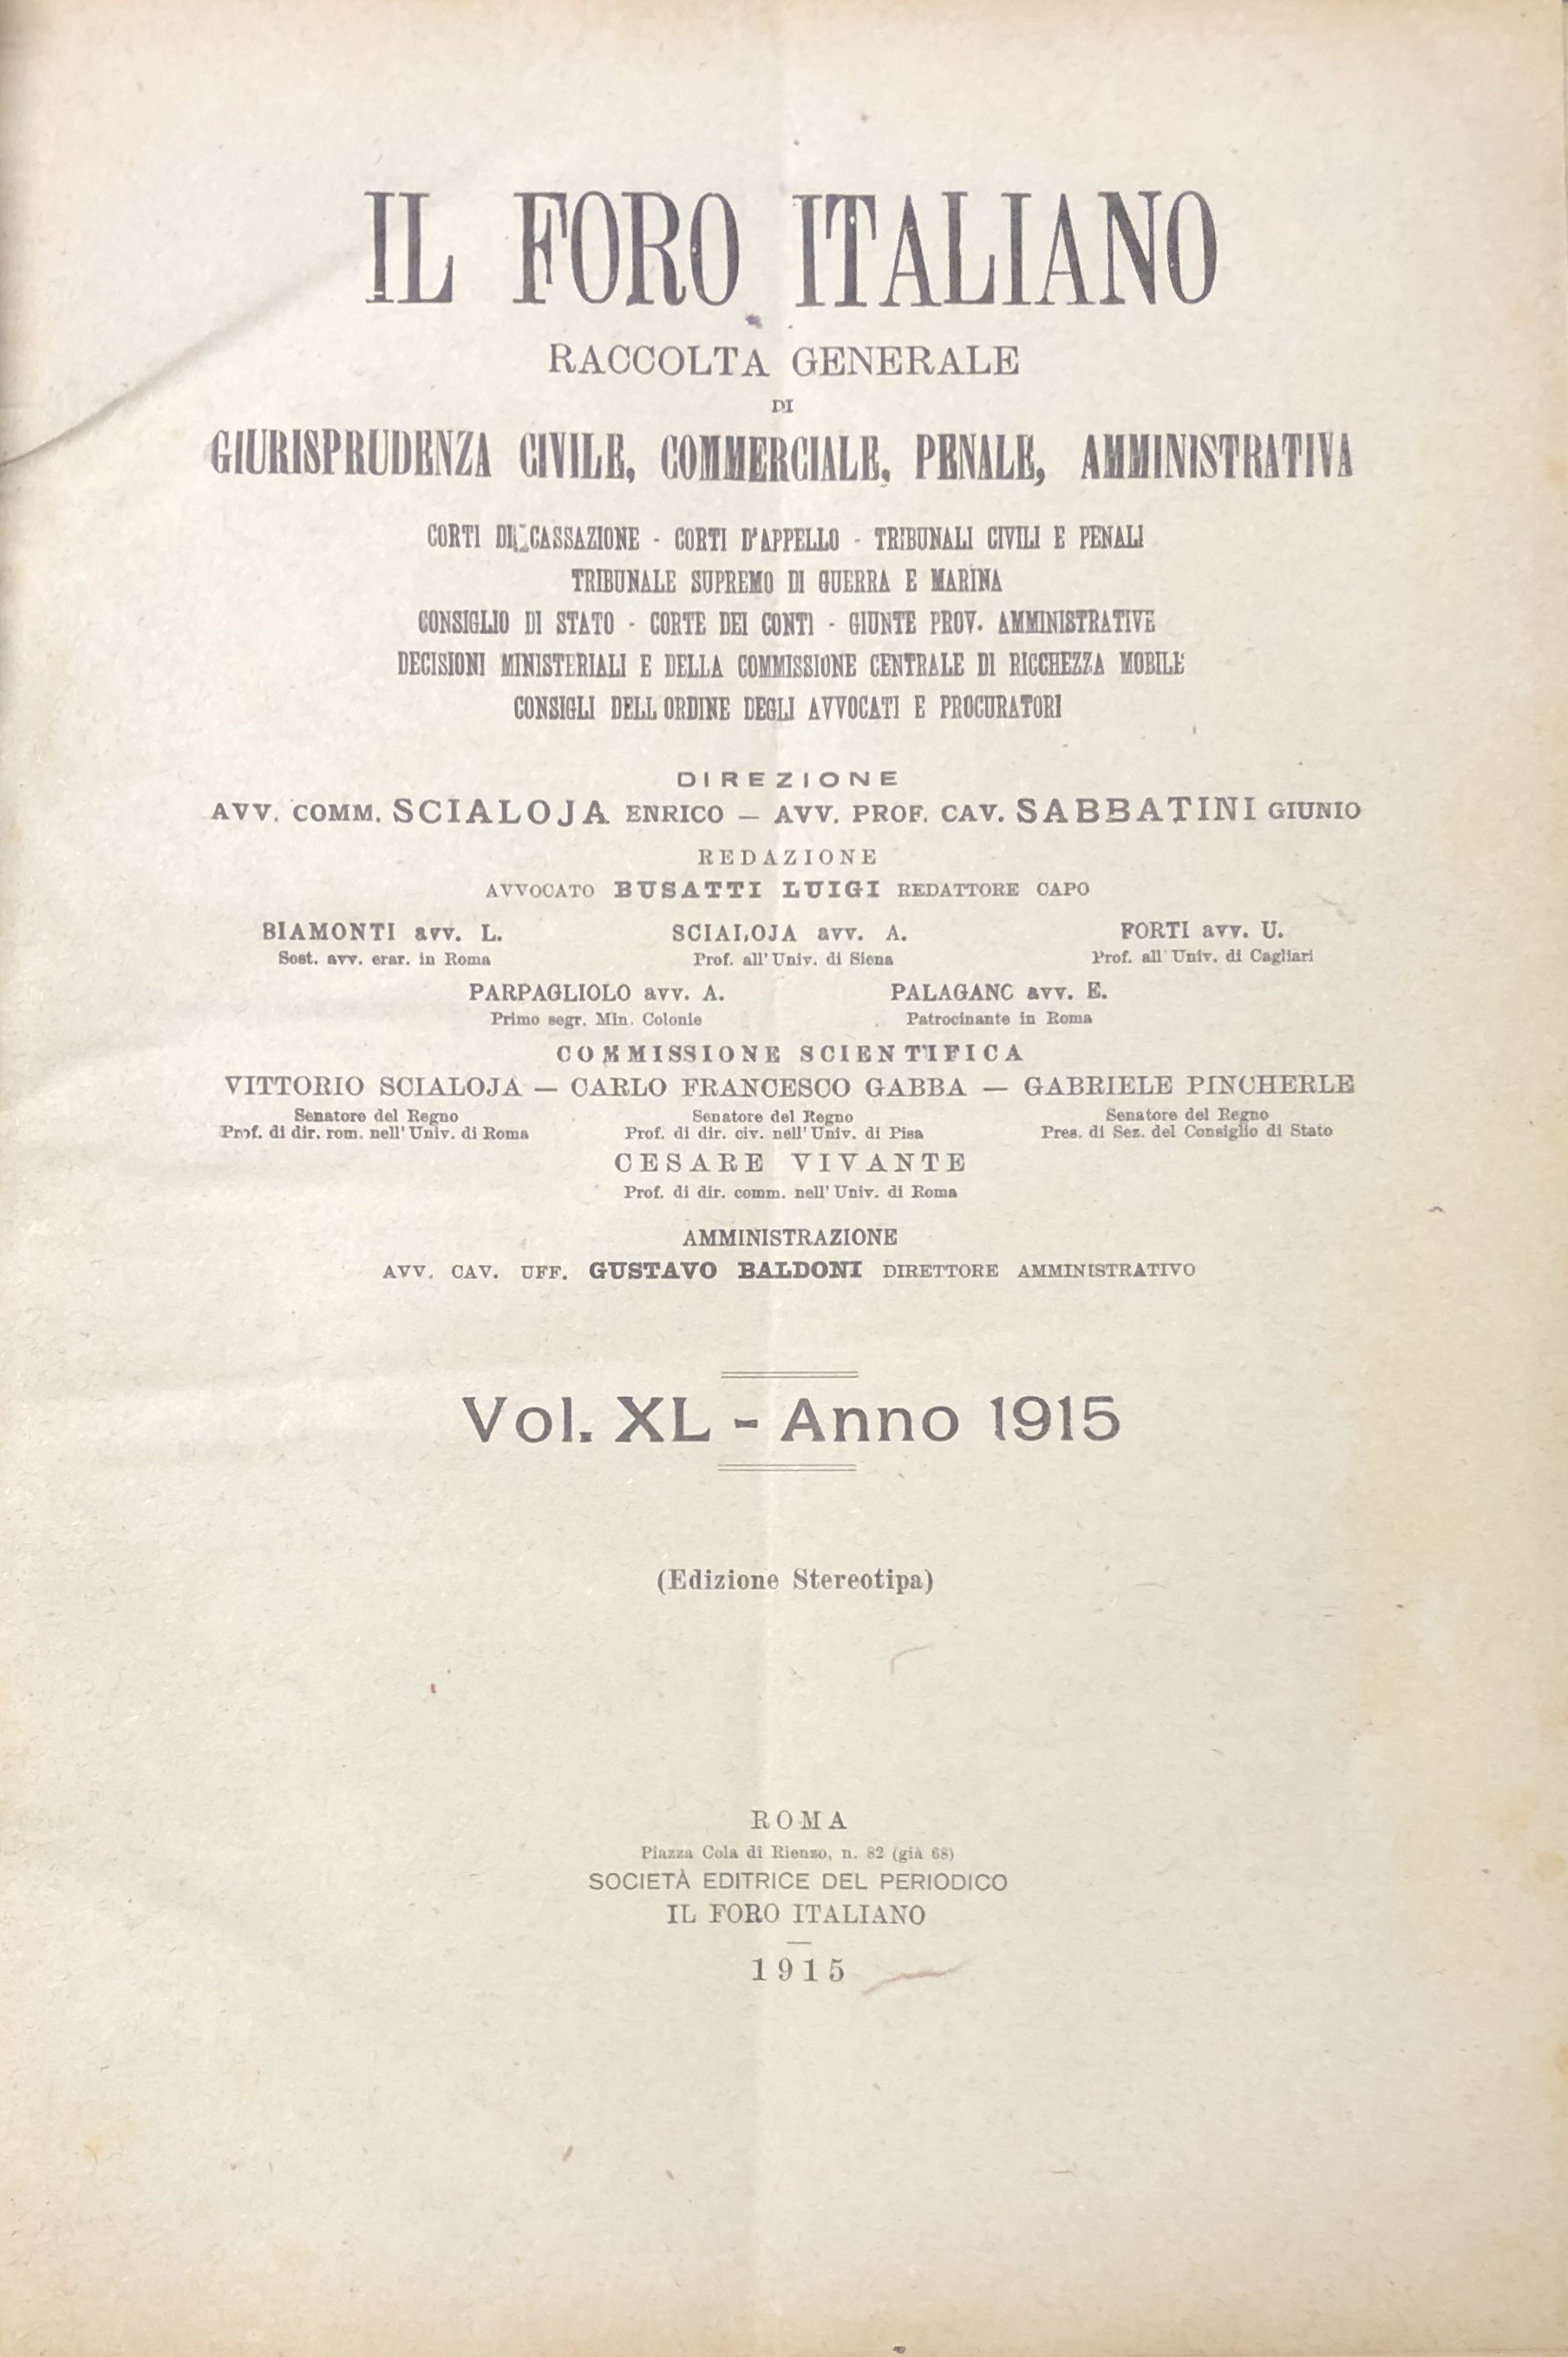 IL FORO ITALIANO
RACCOLTA GENERALE
DI
GIURISPRUDENZA CIVILE, COMMERCIALE, PENALE, AMMINISTRATIVA
CORTI DI CASSAZIONE - CORTI D'APPELLO - TRIBUNALI CIVILI E PENALI
TRIBUNALE SUPREMO DI GUERRA E MARINA
CONSIGLIO DI STATO - CORTE DEI CONTI - GIUNTE PROV. AMMINISTRATIVE
DECISIONI MINISTERIALI E DELLA COMMISSIONE CENTRALE DI RICCHEZZA MOBILE
CONSIGLI DELL'ORDINE DEGLI AVVOCATI E PROCURATORI
DIREZIONE
AVV. COMM. SCIALOJA ENRICO — AVV. PROF. CAV. SABBATINI GIUNIO
REDAZIONE
AVVOCATO BUSATTI LUIGI REDATTORE CAPO
BIAMONTI avv. L. SCIALOJA avv. A. FORTI avv. U.
Sost. avv. erar. in Roma Prof. all'Univ. di Siena Prof. all'Univ. di Cagliari
PARPAGLIOLO avv. A. PALAGANO avv. E.
Primo segr. Min. Colonie Patrocinante in Roma
COMMISSIONE SCIENTIFICA
VITTORIO SCIALOJA — CARLO FRANCESCO GABBA — GABRIELE PINCHERLE
Senatore del Regno Senatore del Regno Senatore del Regno
Prof. di dir. rom. nell'Univ. di Roma Prof. di dir. civ. nell'Univ. di Pisa Pres. di Sez. del Consiglio di Stato
CESARE VIVANTE
Prof. di dir. comm. nell'Univ. di Roma
AMMINISTRAZIONE
AVV. CAV. UFF. GUSTAVO BALDONI DIRETTORE AMMINISTRATIVO
Vol. XL - Anno 1915
(Edizione Stereotipa)
ROMA
Piazza Cola di Rienzo, n. 82 (già 68)
SOCIETÀ EDITRICE DEL PERIODICO
IL FORO ITALIANO
1915